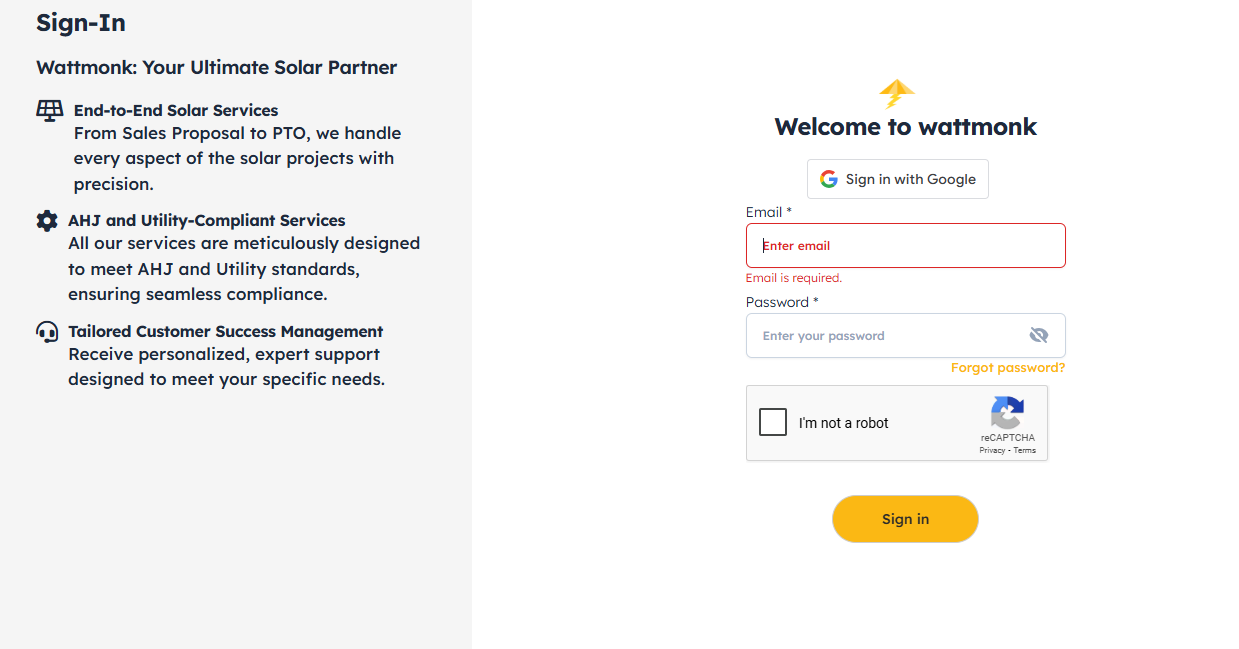 Sign-In
Wattmonk: Your Ultimate Solar Partner
End-to-End Solar Services
From Sales Proposal to PTO, we handle
every aspect of the solar projects with
precision.
AHJ and Utility-Compliant Services
All our services are meticulously designed
to meet AHJ and Utility standards,
ensuring seamless compliance.
Tailored Customer Success Management
Receive personalized, expert support
designed to meet your specific needs.
Welcome to wattmonk
Sign in with Google
Email *
Enter email
Email is required.
Password *
Enter your password
Forgot password?
I'm not a robot
reCAPTCHA
Privacy - Terms
Sign in